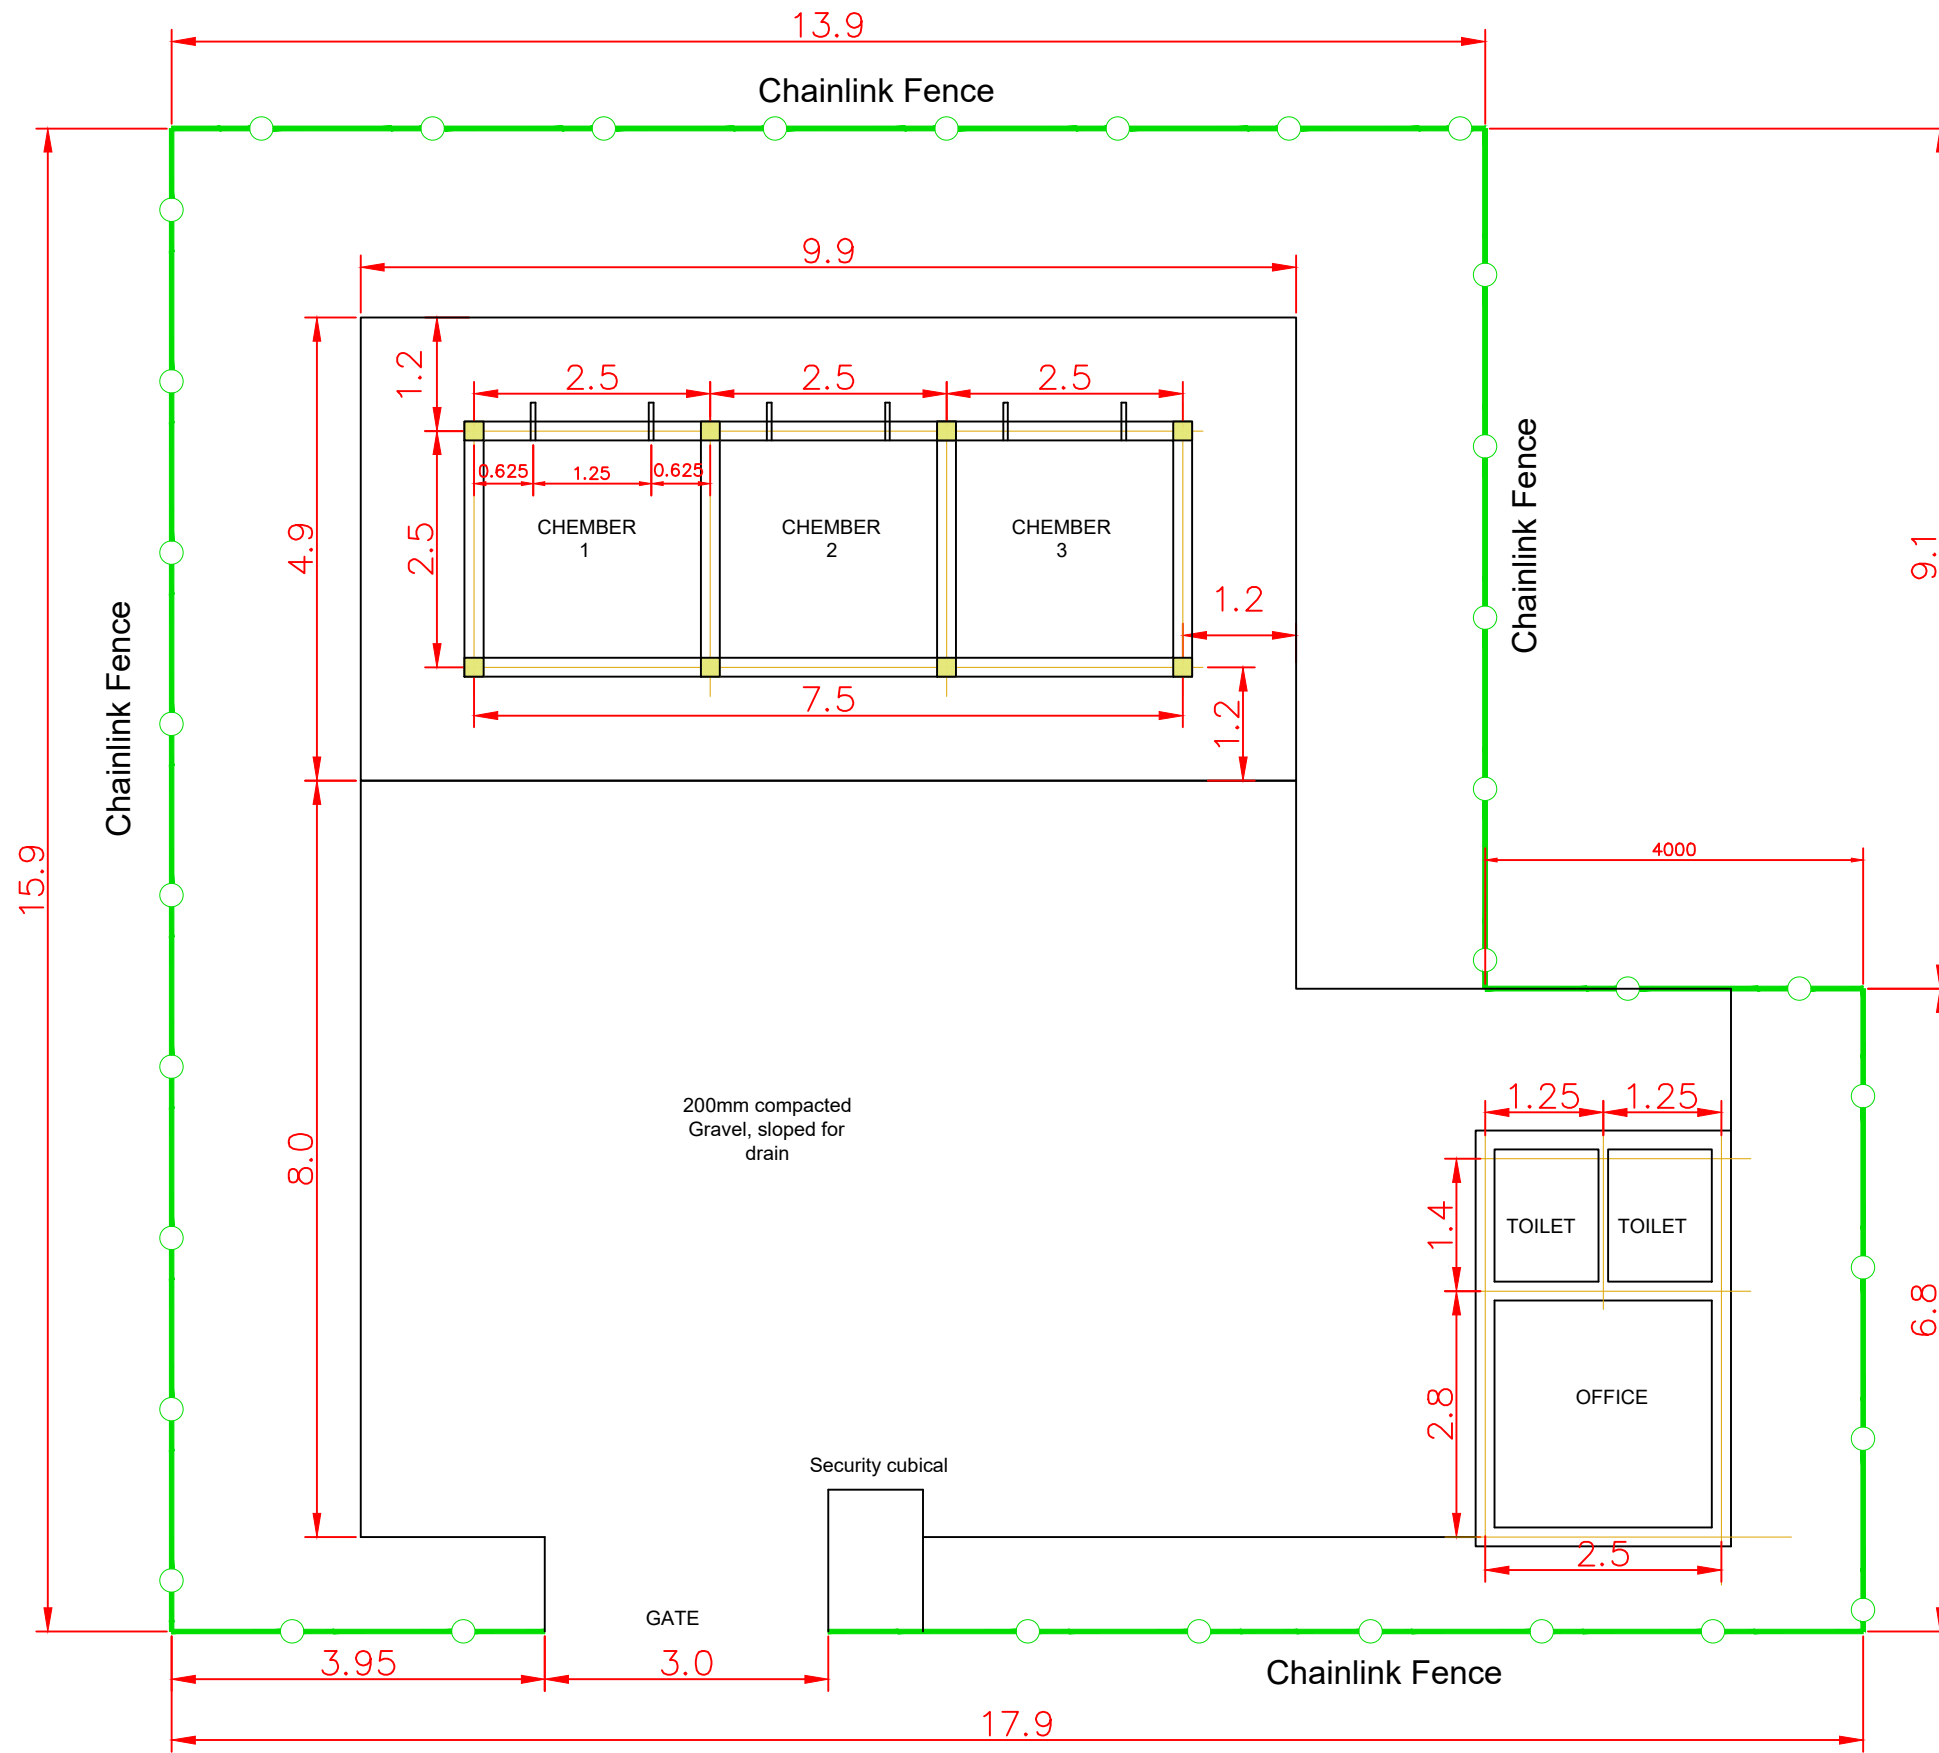 13.9
Chainlink Fence
9.9
1.2
2.5
2.5
2.5
0.625
1.25
0.625
4.9
2.5
CHEMBER
1
CHEMBER
2
CHEMBER
3
Chainlink Fence
9.1
1.2
Chainlink Fence
7.5
1.2
15.9
4000
200mm compacted
Gravel, sloped for
drain
8.0
1.25
1.25
1.4
TOILET
TOILET
6.8
2.8
OFFICE
Security cubical
2.5
GATE
3.95
3.0
Chainlink Fence
17.9